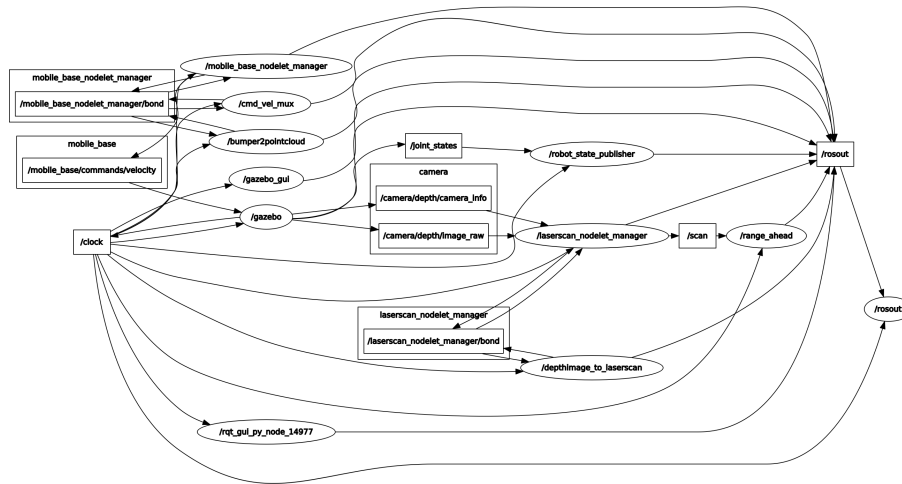 /mobile_base_nodelet_manager
mobile_base_nodelet_manager
/mobile_base_nodelet_manager/bond
/cmd_vel_mux
/bumper2pointcloud
mobile_base
/mobile_base/commands/velocity
/joint_states
/robot_state_publisher
/rosout
camera
/gazebo_gui
/camera/depth/camera_info
/gazebo
/clock
/camera/depth/image_raw
/laserscan_nodelet_manager
/scan
/range_ahead
/rosout
laserscan_nodelet_manager
/laserscan_nodelet_manager/bond
/depthimage_to_laserscan
/rqt_gui_py_node_14977